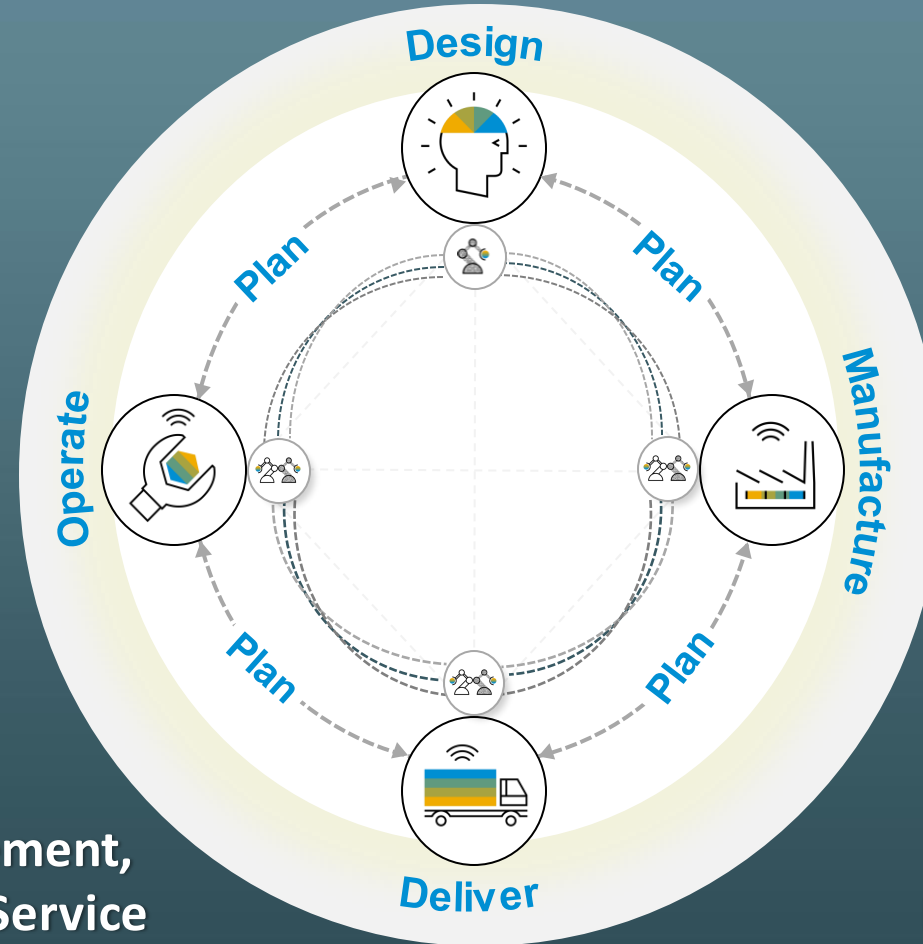 Design
Plan
Plan
Operate
Manufacture
Plan
Plan
Deliver
ment,
Service